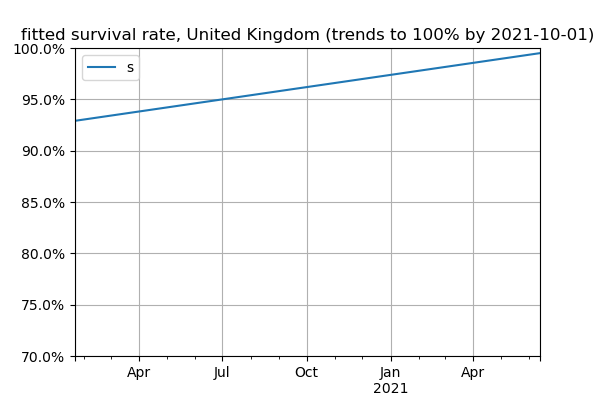 fitted survival rate, United Kingdom (trends to 100% by 2021-10-01)
100.0%
s
95.0%
90.0%
85.0%
80.0%
75.0%
70.0%
Apr Jul Oct Jan Apr
2021